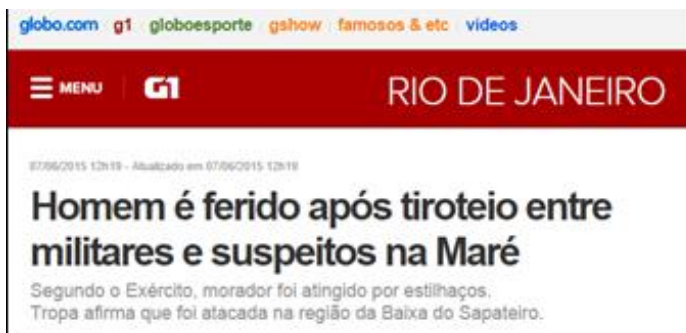 globo.com g1 globoesporte gshow famosos & etc vídeos
MENU G1 RIO DE JANEIRO
07/06/2015 12h19 - Atualizado em 07/06/2015 12h19
Homem é ferido após tiroteio entre
militares e suspeitos na Maré
Segundo o Exército, morador foi atingido por estilhaços.
Tropa afirma que foi atacada na região da Baixa do Sapateiro.